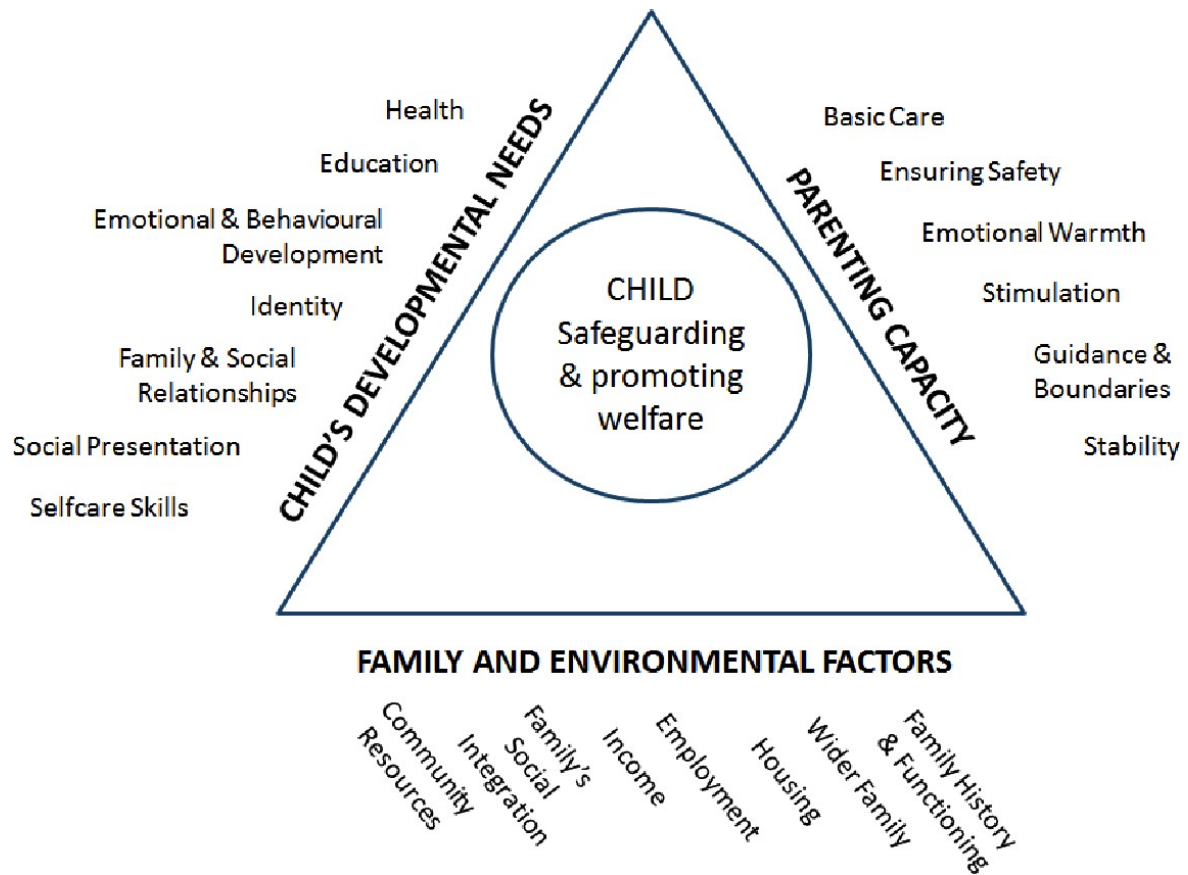 Health
Education
Emotional & Behavioural
Development
Identity
Family & Social
Relationships
Social Presentation
Selfcare Skills
CHILD'S DEVELOPMENTAL NEEDS
CHILD
Safeguarding
& promoting
welfare
PARENTING CAPACITY
Basic Care
Ensuring Safety
Emotional Warmth
Stimulation
Guidance &
Boundaries
Stability
FAMILY AND ENVIRONMENTAL FACTORS
Community
Resources
Family's
Social
Integration
Income
Employment
Housing
Wider Family
Family History
& Functioning